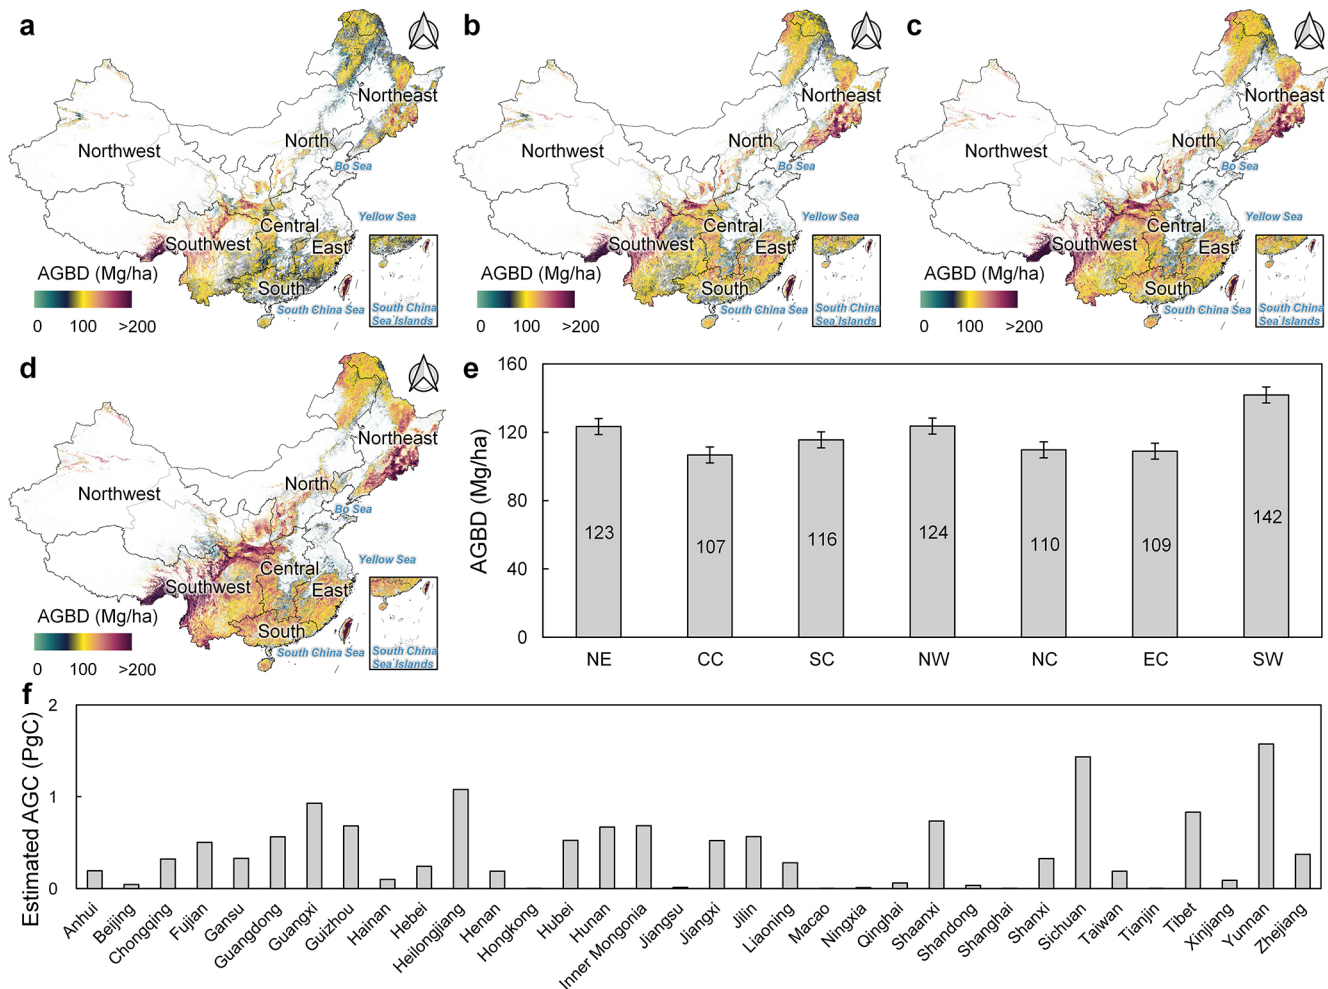 a
Northeast
North
Northwest
Bo Sea
Yellow Sea
Central
Southwest
East
AGBD (Mg/ha)
South
0 100 >200
South China Sea
South China
Sea Islands
b
Northeast
North
Northwest
Bo Sea
Yellow Sea
Central
Southwest
East
AGBD (Mg/ha)
South
0 100 >200
South China Sea
South China
Sea Islands
c
Northeast
North
Northwest
Bo Sea
Yellow Sea
Central
Southwest
East
AGBD (Mg/ha)
South
0 100 >200
South China Sea
South China
Sea Islands
d
Northeast
North
Northwest
Bo Sea
Yellow Sea
Central
Southwest
East
AGBD (Mg/ha)
South
0 100 >200
South China Sea
South China
Sea Islands
e
AGBD (Mg/ha)
160
120
80
40
0
123
107
116
124
110
109
142
NE CC SC NW NC EC SW
f
Estimated AGC (PgC)
2
1
0
Anhui
Beijing
Chongqing
Fujian
Gansu
Guangdong
Guangxi
Guizhou
Hainan
Hebei
Heilongjiang
Henan
Hongkong
Hubei
Hunan
Inner Mongonia
Jiangsu
Jiangxi
Jilin
Liaoning
Macao
Ningxia
Qinghai
Shaanxi
Shandong
Shanghai
Shanxi
Sichuan
Taiwan
Tianjin
Tibet
Xinjiang
Yunnan
Zhejiang